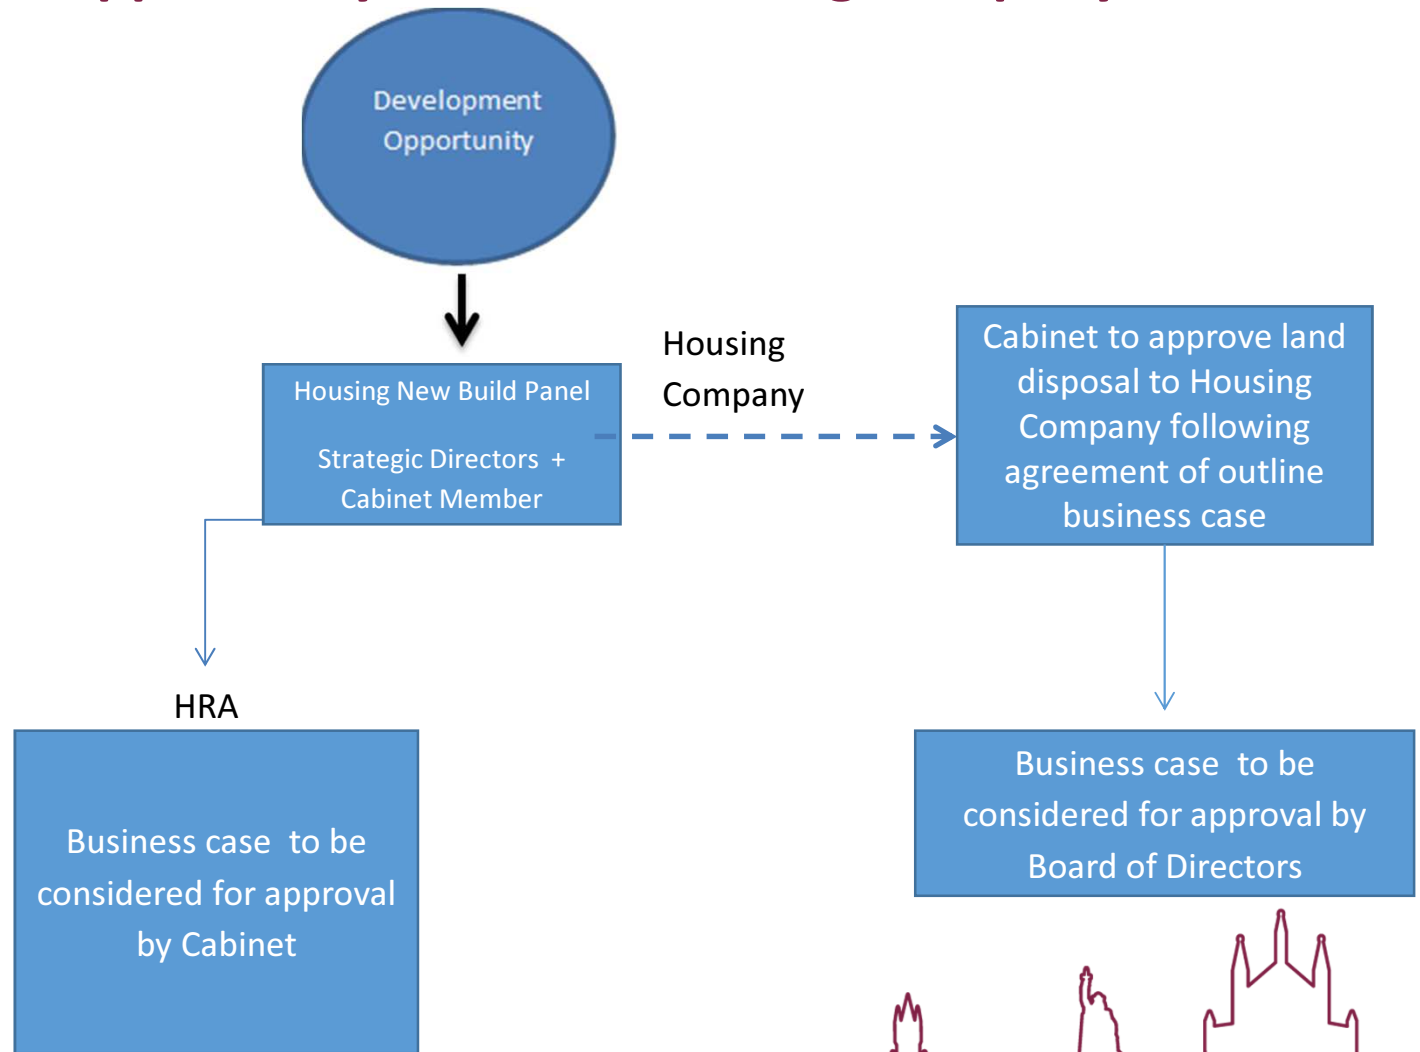 Development
Opportunity
Housing New Build Panel
Strategic Directors +
Cabinet Member
Housing
Company
Cabinet to approve land
disposal to Housing
Company following
agreement of outline
business case
HRA
Business case to be
considered for approval
by Cabinet
Business case to be
considered for approval by
Board of Directors